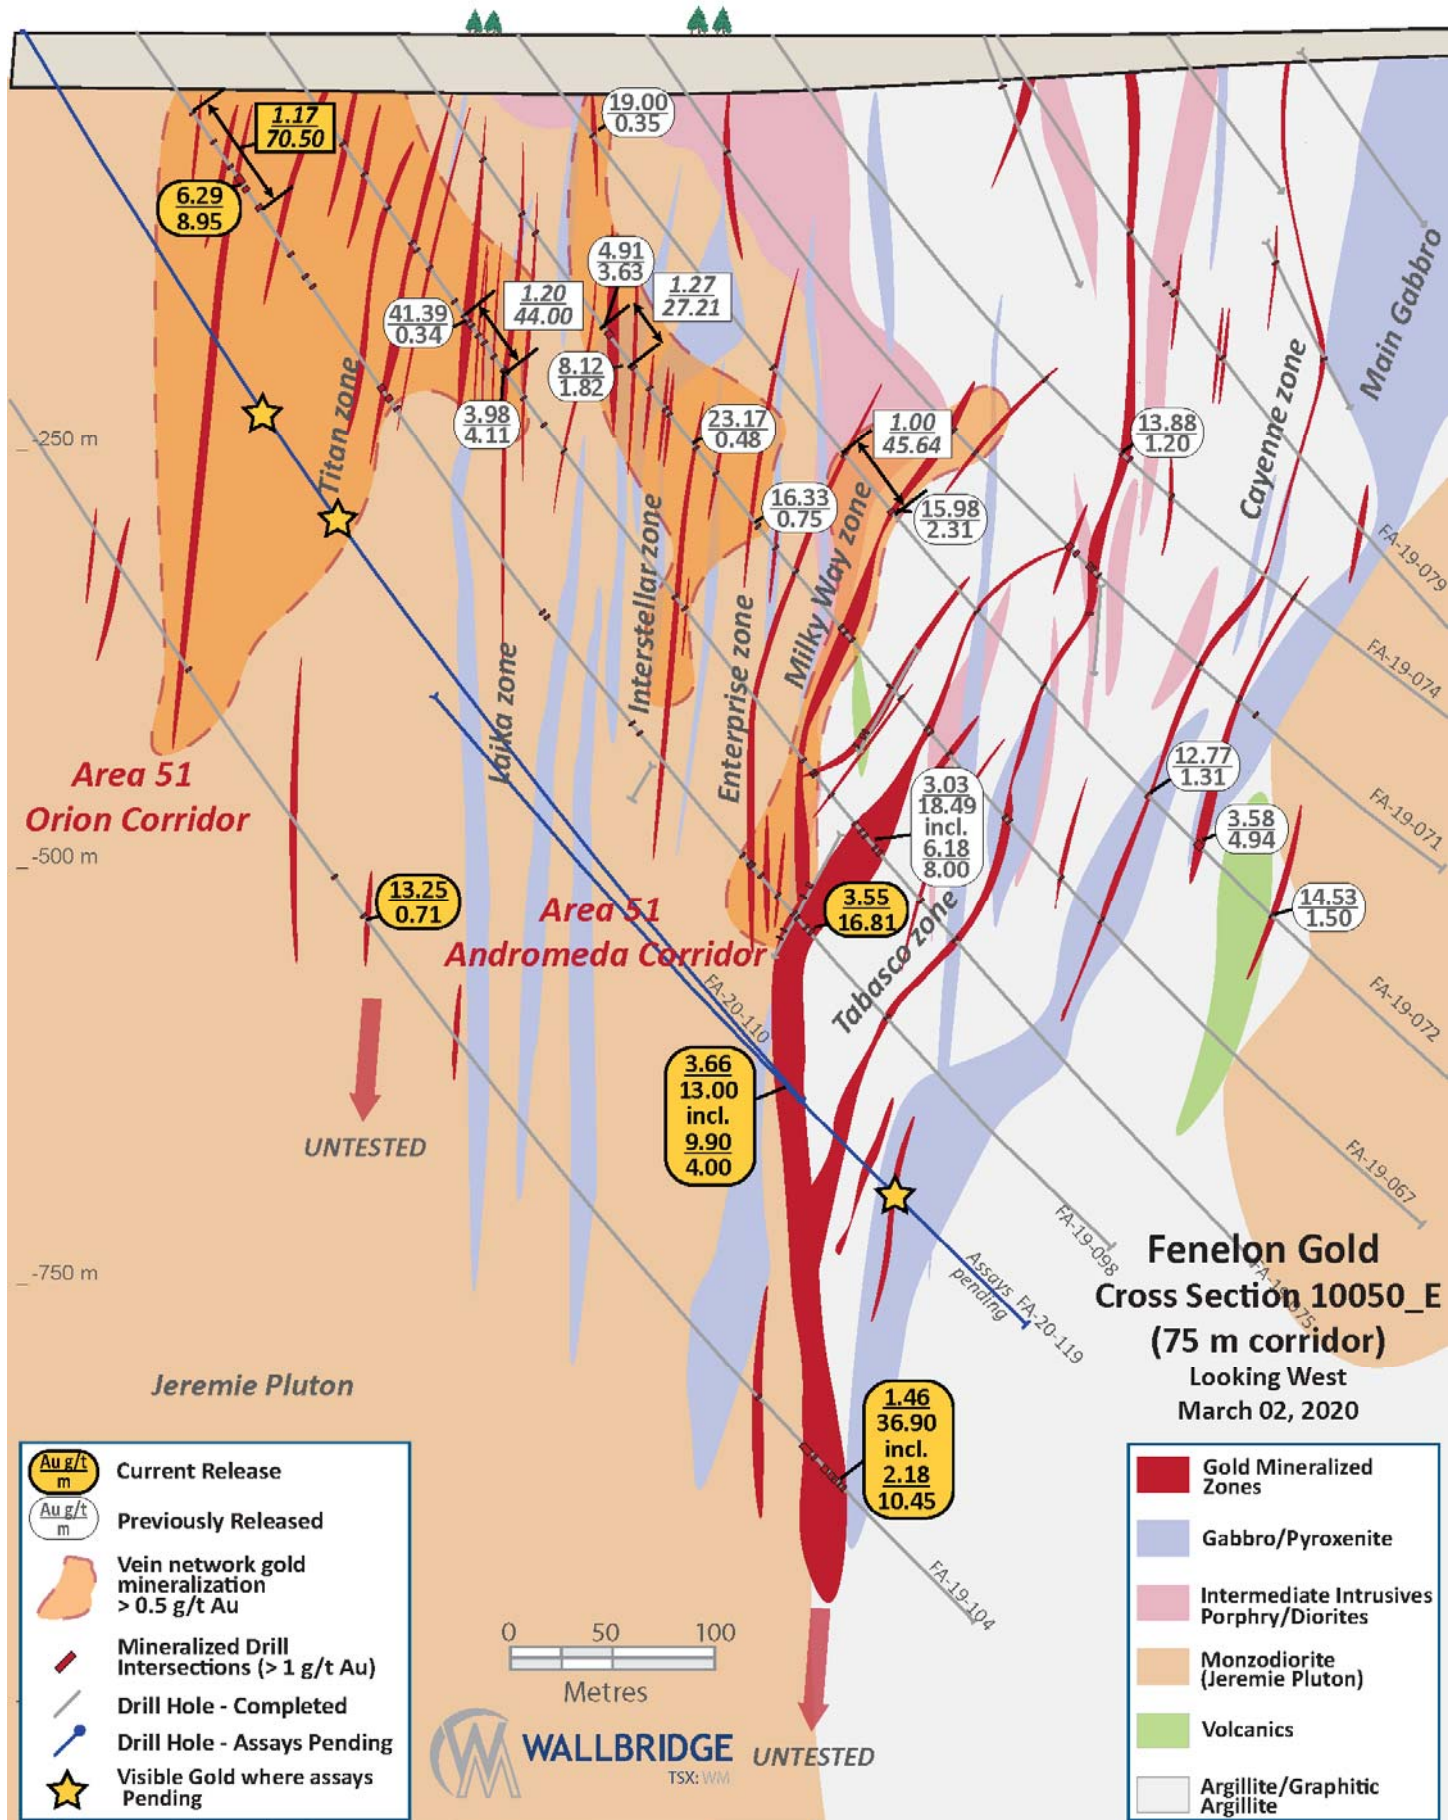 1.17
70.50
6.29
8.95
19.00
0.35
4.91
3.63
1.27
27.21
1.20
44.00
41.39
0.34
8.12
1.82
3.98
4.11
23.17
0.48
1.00
45.64
13.88
1.20
16.33
0.75
15.98
2.31
-250 m
Titan zone
Laika zone
Interstellar zone
Enterprise zone
Milky Way zone
Cayenne zone
Main Gabbro
FA-19-079
FA-19-074
FA-19-071
FA-19-072
FA-19-067
Area 51
Orion Corridor
-500 m
13.25
0.71
Area 51
Andromeda Corridor
3.03
18.49
incl.
6.18
8.00
3.55
16.81
12.77
1.31
3.58
4.94
14.53
1.50
Tabasco zone
FA-20-110
3.66
13.00
incl.
9.90
4.00
UNTESTED
-750 m
FA-19-098
FA-19-075
Assays
pending
FA-20-119
Fenelon Gold
Cross Section 10050_E
(75 m corridor)
Looking West
March 02, 2020
Jeremie Pluton
1.46
36.90
incl.
2.18
10.45
FA-19-104
Au g/t
m
Current Release
Au g/t
m
Previously Released
Vein network gold
mineralization
> 0.5 g/t Au
Mineralized Drill
Intersections (> 1 g/t Au)
Drill Hole - Completed
Drill Hole - Assays Pending
Visible Gold where assays
Pending
0 50 100
Metres
WALLBRIDGE
TSX: WM
UNTESTED
Gold Mineralized
Zones
Gabbro/Pyroxenite
Intermediate Intrusives
Porphry/Diorites
Monzodiorite
(Jeremie Pluton)
Volcanics
Argillite/Graphitic
Argillite